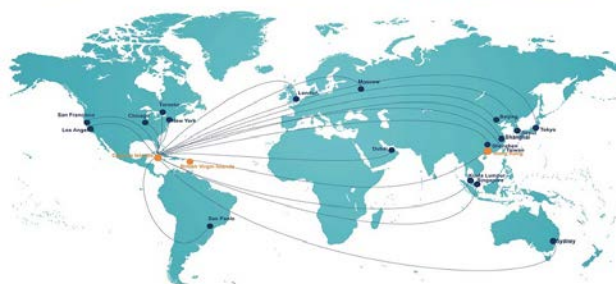 Moscow
London
Toronto
San Francisco
Chicago
New York
Beijing
Los Angeles
Tokyo
Shanghai
Shenzhen
Taiwan
Dubai
Hong Kong
British Virgin Islands
Kuala Lumpur
Singapore
Sao Paulo
Sydney